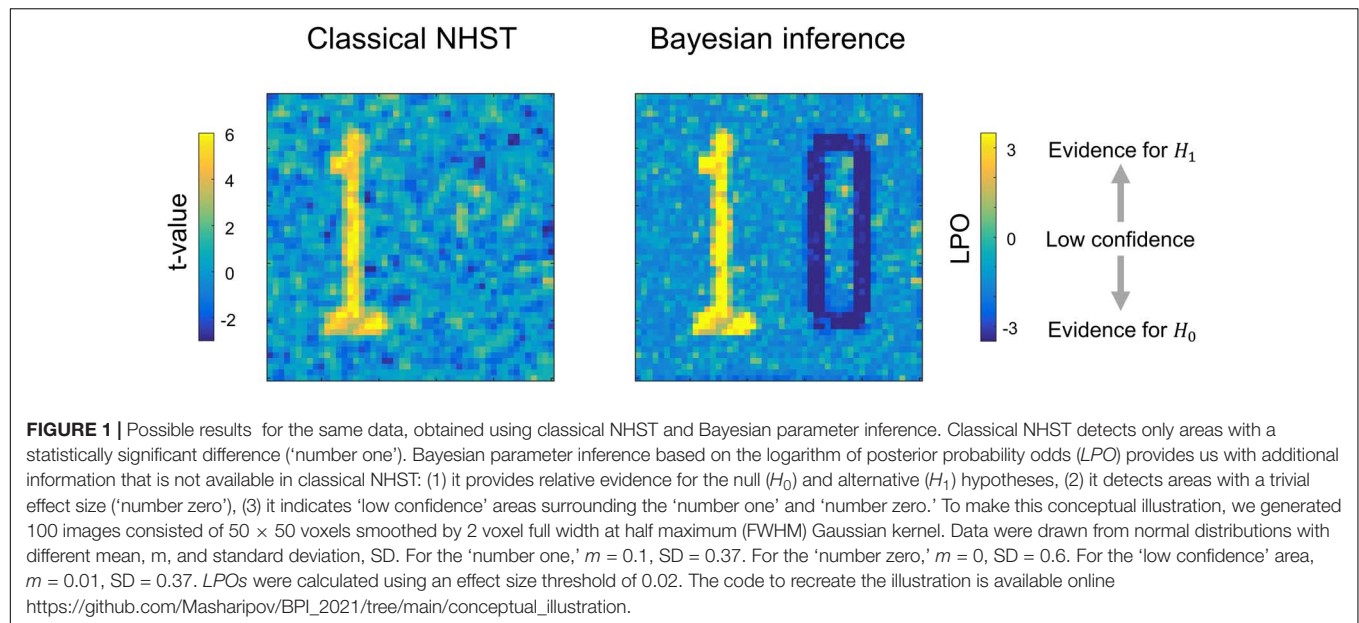 Classical NHST
Bayesian inference
t-value
6
4
2
0
-2
LPO
3
0
-3
Evidence for H₁
Low confidence
Evidence for H₀
FIGURE 1 | Possible results for the same data, obtained using classical NHST and Bayesian parameter inference. Classical NHST detects only areas with a
statistically significant difference (‘number one’). Bayesian parameter inference based on the logarithm of posterior probability odds (LPO) provides us with additional
information that is not available in classical NHST: (1) it provides relative evidence for the null (H₀) and alternative (H₁) hypotheses, (2) it detects areas with a trivial
effect size (‘number zero’), (3) it indicates ‘low confidence’ areas surrounding the ‘number one’ and ‘number zero.’ To make this conceptual illustration, we generated
100 images consisted of 50 × 50 voxels smoothed by 2 voxel full width at half maximum (FWHM) Gaussian kernel. Data were drawn from normal distributions with
different mean, m, and standard deviation, SD. For the ‘number one,’ m = 0.1, SD = 0.37. For the ‘number zero,’ m = 0, SD = 0.6. For the ‘low confidence’ area,
m = 0.01, SD = 0.37. LPOs were calculated using an effect size threshold of 0.02. The code to recreate the illustration is available online
https://github.com/Masharipov/BPI_2021/tree/main/conceptual_illustration.